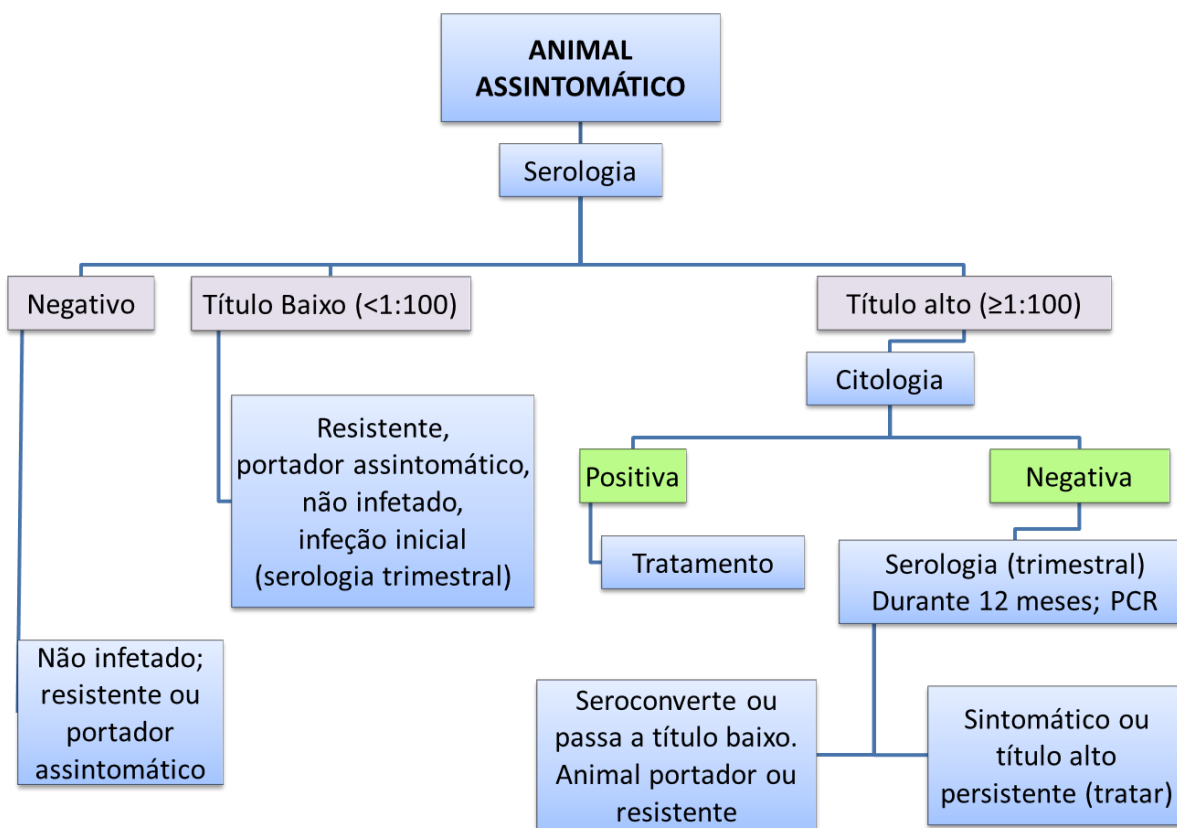 ANIMAL
ASSINTOMÁTICO
Serologia
Negativo
Título Baixo (<1:100)
Título alto (≥1:100)
Citologia
Resistente,
portador assintomático,
não infetado,
infeção inicial
(serologia trimestral)
Positiva
Negativa
Tratamento
Serologia (trimestral)
Durante 12 meses; PCR
Não infetado;
resistente ou
portador
assintomático
Seroconverte ou
passa a título baixo.
Animal portador ou
resistente
Sintomático ou
título alto
persistente (tratar)